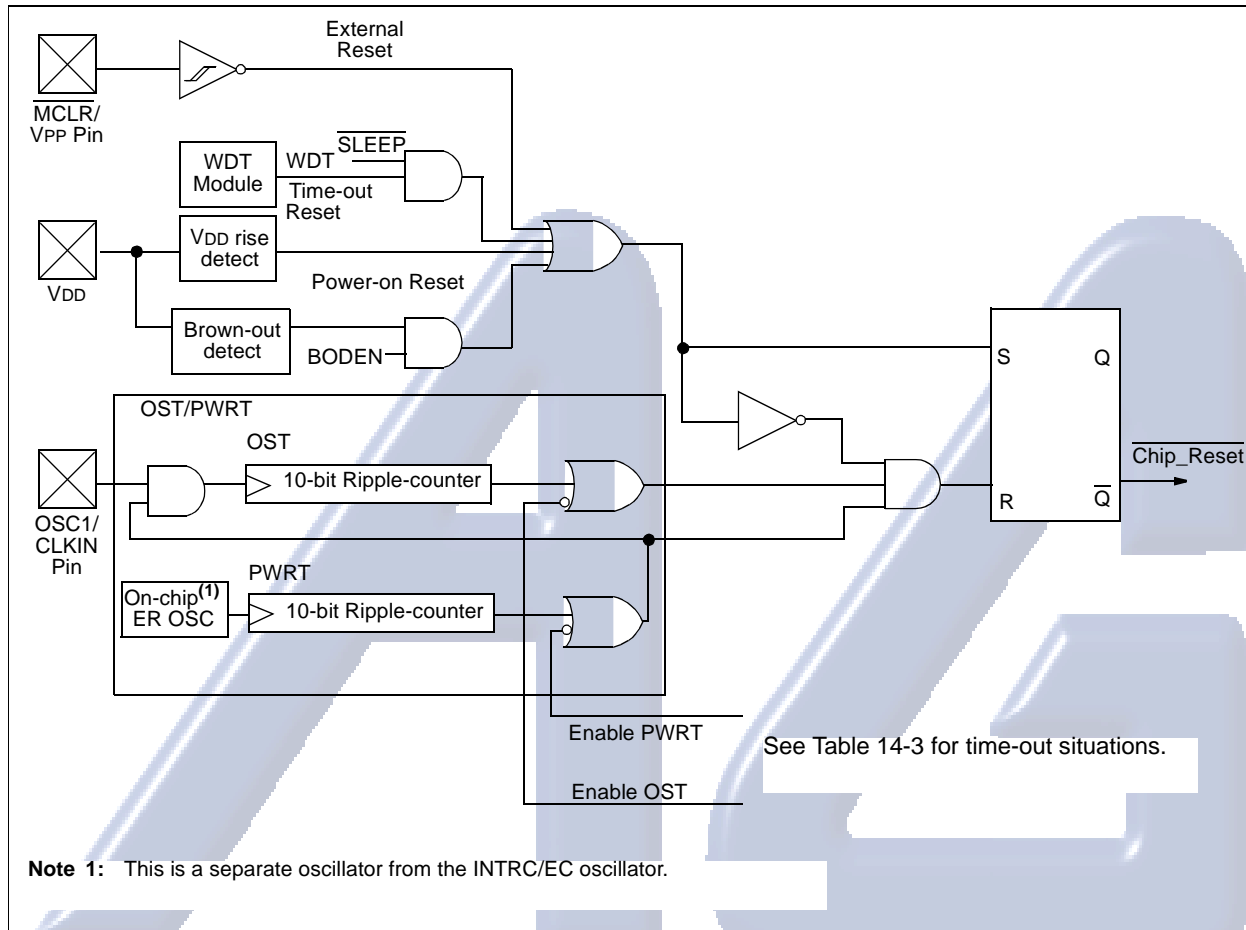 External
Reset
MCLR/
VPP Pin
SLEEP
WDT
Module
WDT
Time-out
Reset
VDD rise
detect
VDD
Power-on Reset
Brown-out
detect
BODEN
S
Q
OST/PWRT
OST
10-bit Ripple-counter
Chip_Reset
R
Q
OSC1/
CLKIN
Pin
PWRT
On-chip(1)
ER OSC
10-bit Ripple-counter
Enable PWRT
See Table 14-3 for time-out situations.
Enable OST
Note 1: This is a separate oscillator from the INTRC/EC oscillator.